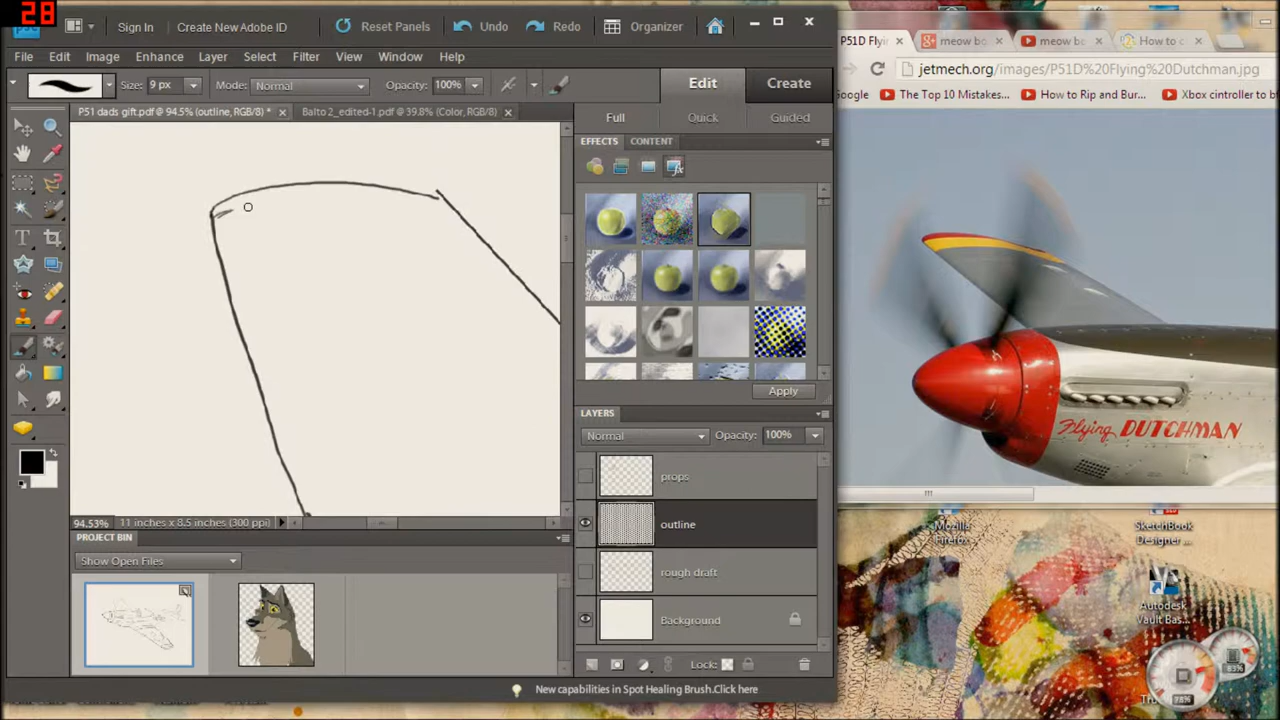 28
Sign In
Create New Adobe ID
Reset Panels
Undo
Redo
Organizer
File Edit Image Enhance Layer Select Filter View Window Help
Size: 9 px
Mode: Normal
Opacity: 100%
Edit
Create
P51 dads gift.pdf @ 94.5% (outline, RGB/8) *
Balto 2_edited-1.pdf @ 39.8% (Color, RGB/8)
Full
Quick
Guided
EFFECTS
CONTENT
Apply
LAYERS
Normal
Opacity: 100%
props
outline
rough draft
Background
Lock:
94.53%
11 inches x 8.5 inches (300 ppi)
PROJECT BIN
Show Open Files
New capabilities in Spot Healing Brush.Click here
P51D Flyin
meow bo
meow be
How to c
jetmech.org/images/P51D%20Flying%20Dutchman.jpg
Google
The Top 10 Mistakes...
How to Rip and Bur...
Xbox cintroller to b
Flying DUTCHMAN
Mozilla
Firefox
SketchBook
Designer ...
Autodesk
Vault Bas...
83%
78%